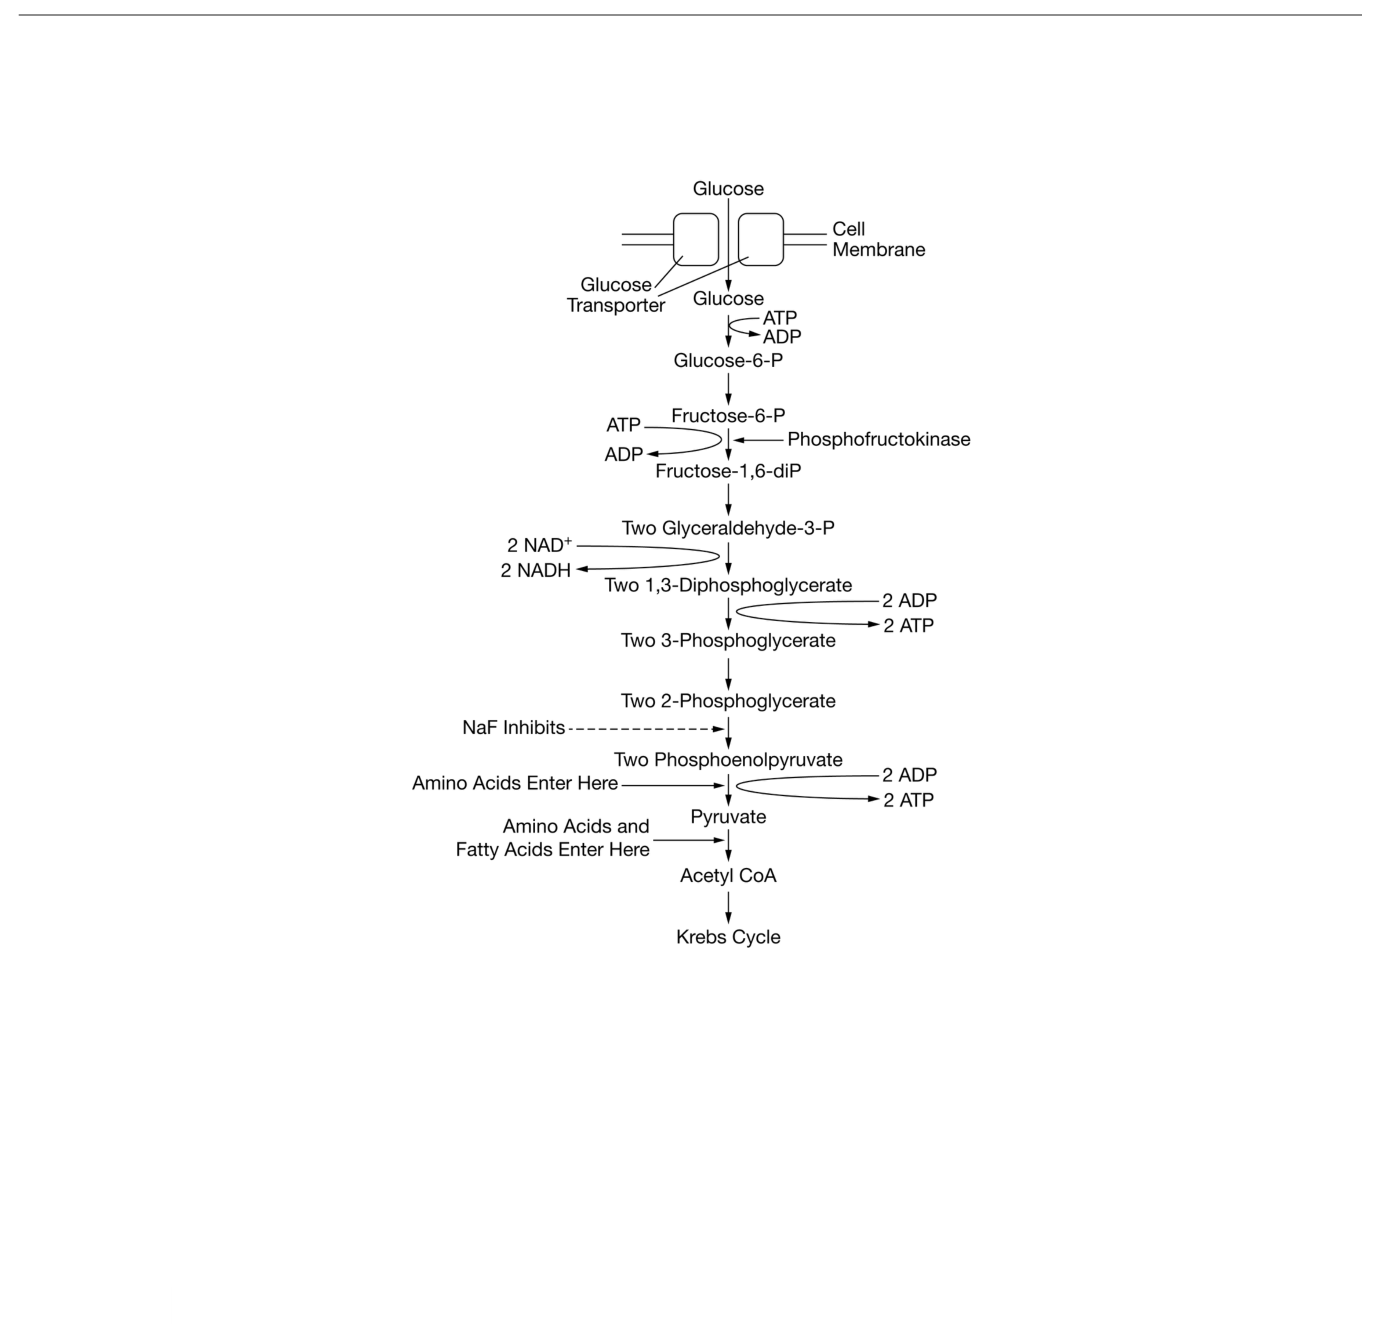 Glucose
Cell
Membrane
Glucose
Transporter
Glucose
ATP
ADP
Glucose-6-P
Fructose-6-P
ATP
Phosphofructokinase
ADP
Fructose-1,6-diP
Two Glyceraldehyde-3-P
2 NAD⁺
2 NADH
Two 1,3-Diphosphoglycerate
2 ADP
2 ATP
Two 3-Phosphoglycerate
Two 2-Phosphoglycerate
NaF Inhibits
Two Phosphoenolpyruvate
2 ADP
Amino Acids Enter Here
2 ATP
Pyruvate
Amino Acids and
Fatty Acids Enter Here
Acetyl CoA
Krebs Cycle